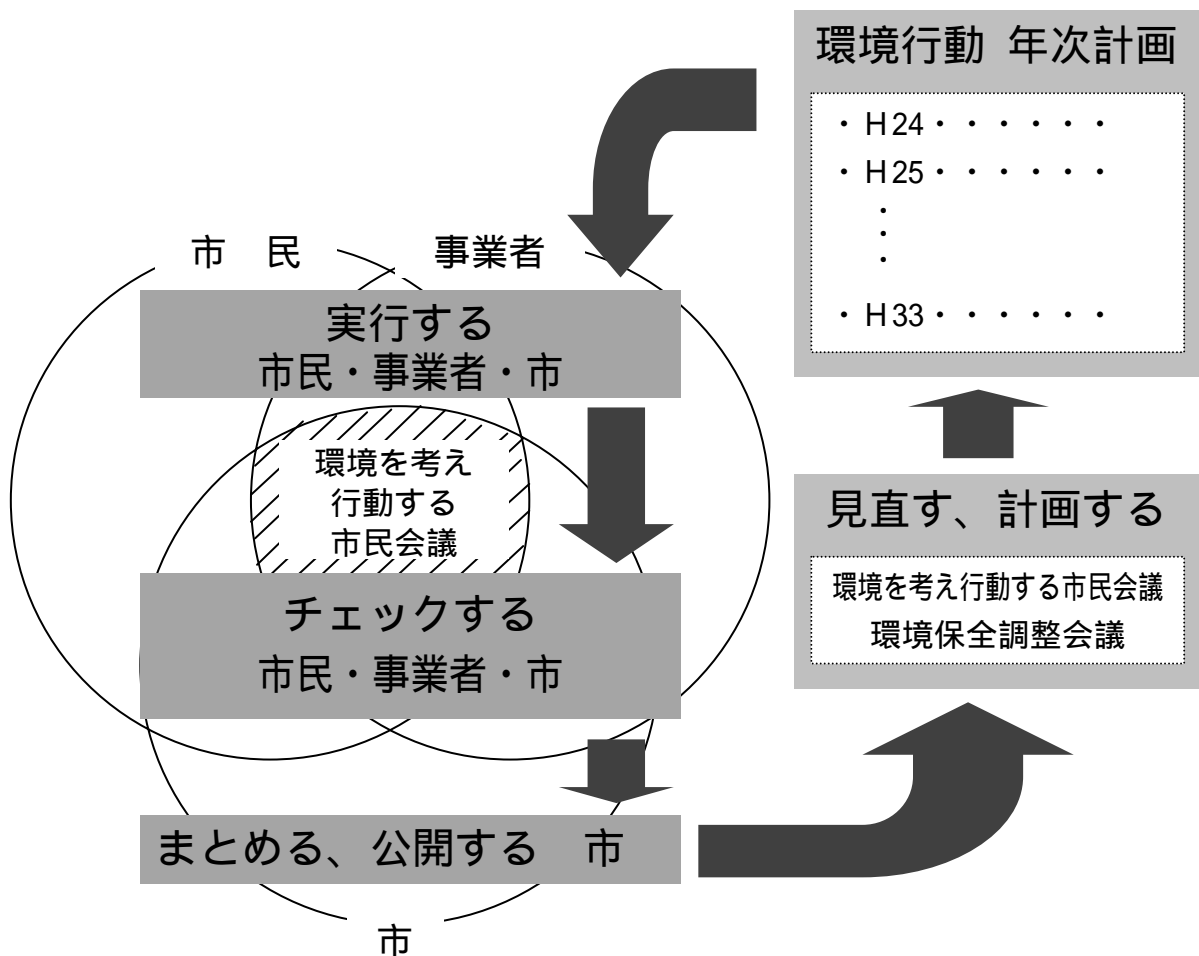 環境行動 年次計画
・H24・・・・・・
・H25・・・・・・
・
・
・
・H33・・・・・・
市 民
事業者
実行する
市民・事業者・市
環境を考え
行動する
市民会議
チェックする
市民・事業者・市
まとめる、公開する 市
市
見直す、計画する
環境を考え行動する市民会議
環境保全調整会議